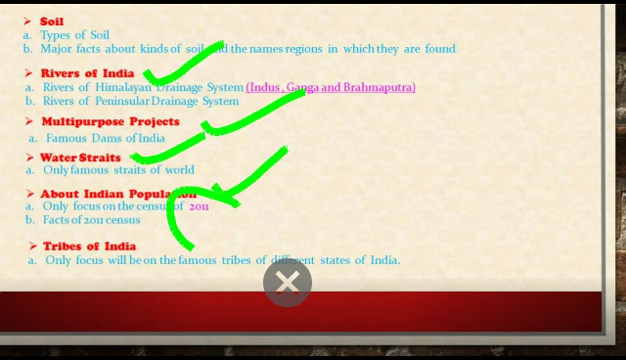 ➢ Soil
a. Types of Soil
b. Major facts about kinds of soil and the names regions in which they are found
➢ Rivers of India
a. Rivers of Himalayan Drainage System (Indus, Ganga and Brahmaputra)
b. Rivers of Peninsular Drainage System
➢ Multipurpose Projects
a. Famous Dams of India
➢ Water Straits
a. Only famous straits of world
➢ About Indian Population
a. Only focus on the census of 2011
b. Facts of 2011 census
➢ Tribes of India
a. Only focus will be on the famous tribes of different states of India.